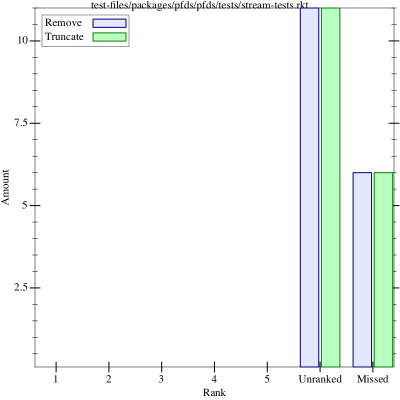 test-files/packages/pfds/pfds/tests/stream-tests.rkt
Remove
Truncate
10
7.5
5
2.5
Amount
1 2 3 4 5 Unranked Missed
Rank